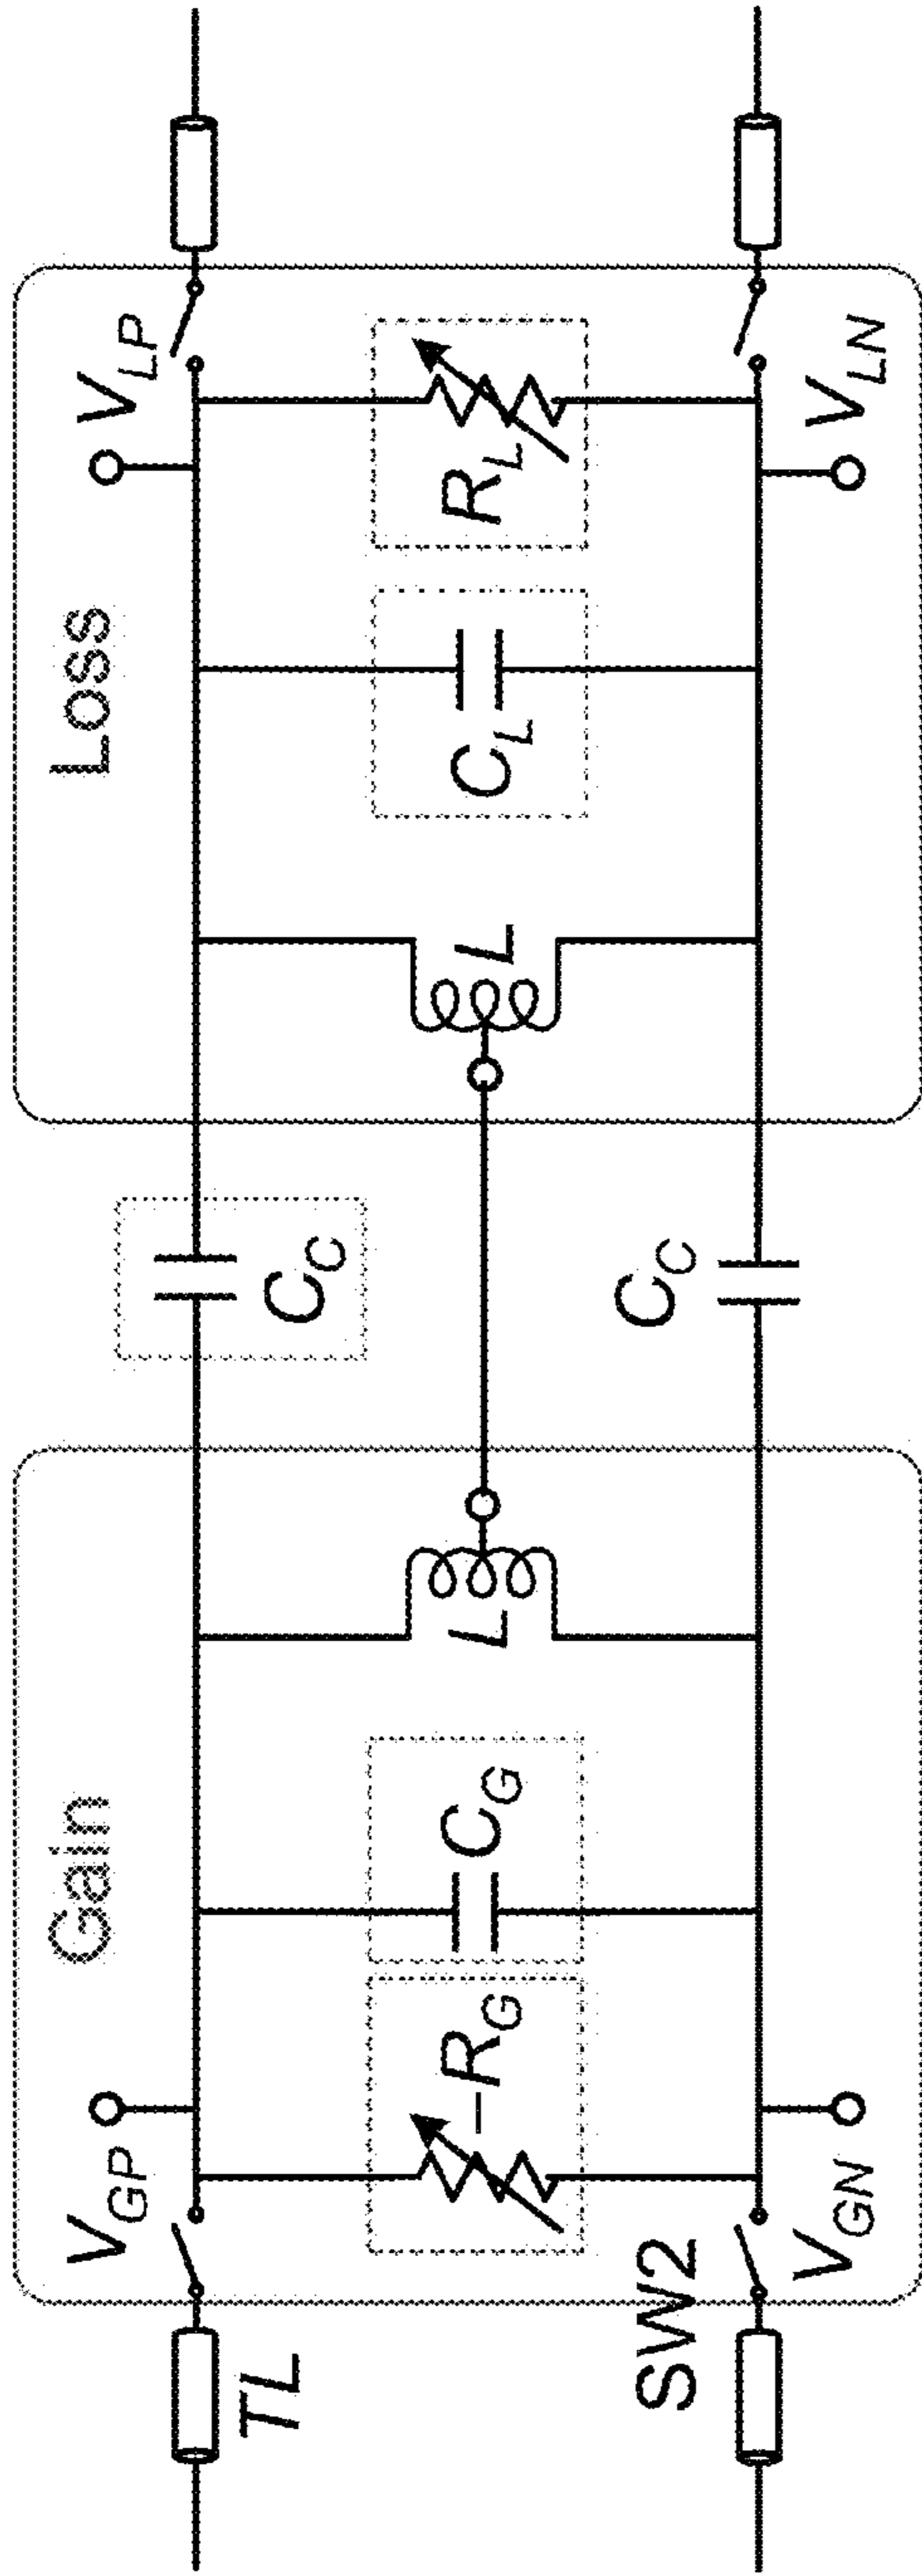 Gain
Loss
V_GP
V_LP
TL
C_C
–R_G
C_G
L
L
C_L
R_L
SW2
C_C
V_GN
V_LN